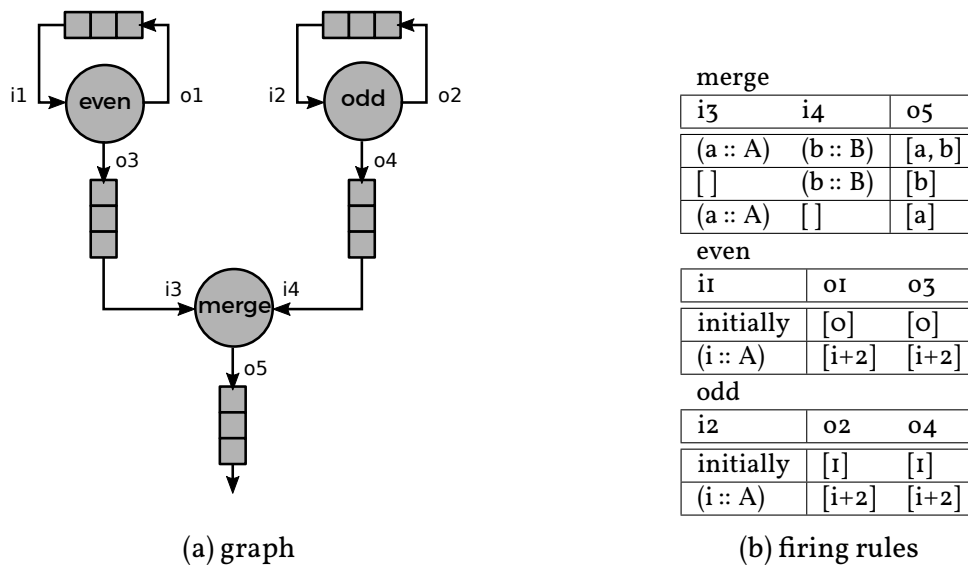 i1
even
o1
i2
odd
o2
o3
o4
i3
merge
i4
o5
(a) graph
merge
i3 i4 o5
(a :: A) (b :: B) [a, b]
[ ] (b :: B) [b]
(a :: A) [ ] [a]
even
i1 o1 o3
initially [0] [0]
(i :: A) [i+2] [i+2]
odd
i2 o2 o4
initially [1] [1]
(i :: A) [i+2] [i+2]
(b) firing rules